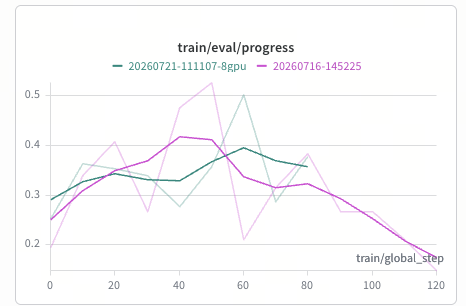 train/eval/progress
20260721-111107-8gpu 20260716-145225
0.5
0.4
0.3
0.2
train/global_step
0 20 40 60 80 100 120